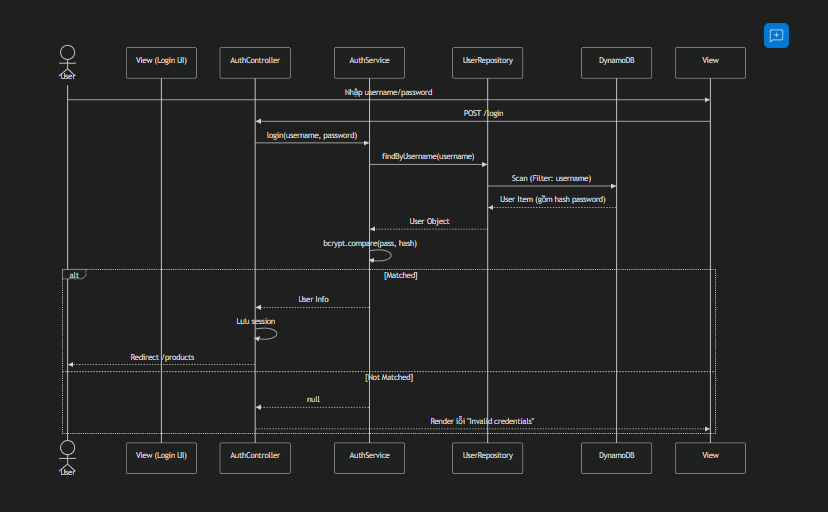 User
View (Login UI)
AuthController
AuthService
UserRepository
DynamoDB
View
Nhập username/password
POST /login
login(username, password)
findByUsername(username)
Scan (Filter: username)
User Item (gồm hash password)
User Object
bcrypt.compare(pass, hash)
alt
[Matched]
User Info
Lưu session
Redirect /products
[Not Matched]
null
Render lỗi "Invalid credentials"
User
View (Login UI)
AuthController
AuthService
UserRepository
DynamoDB
View